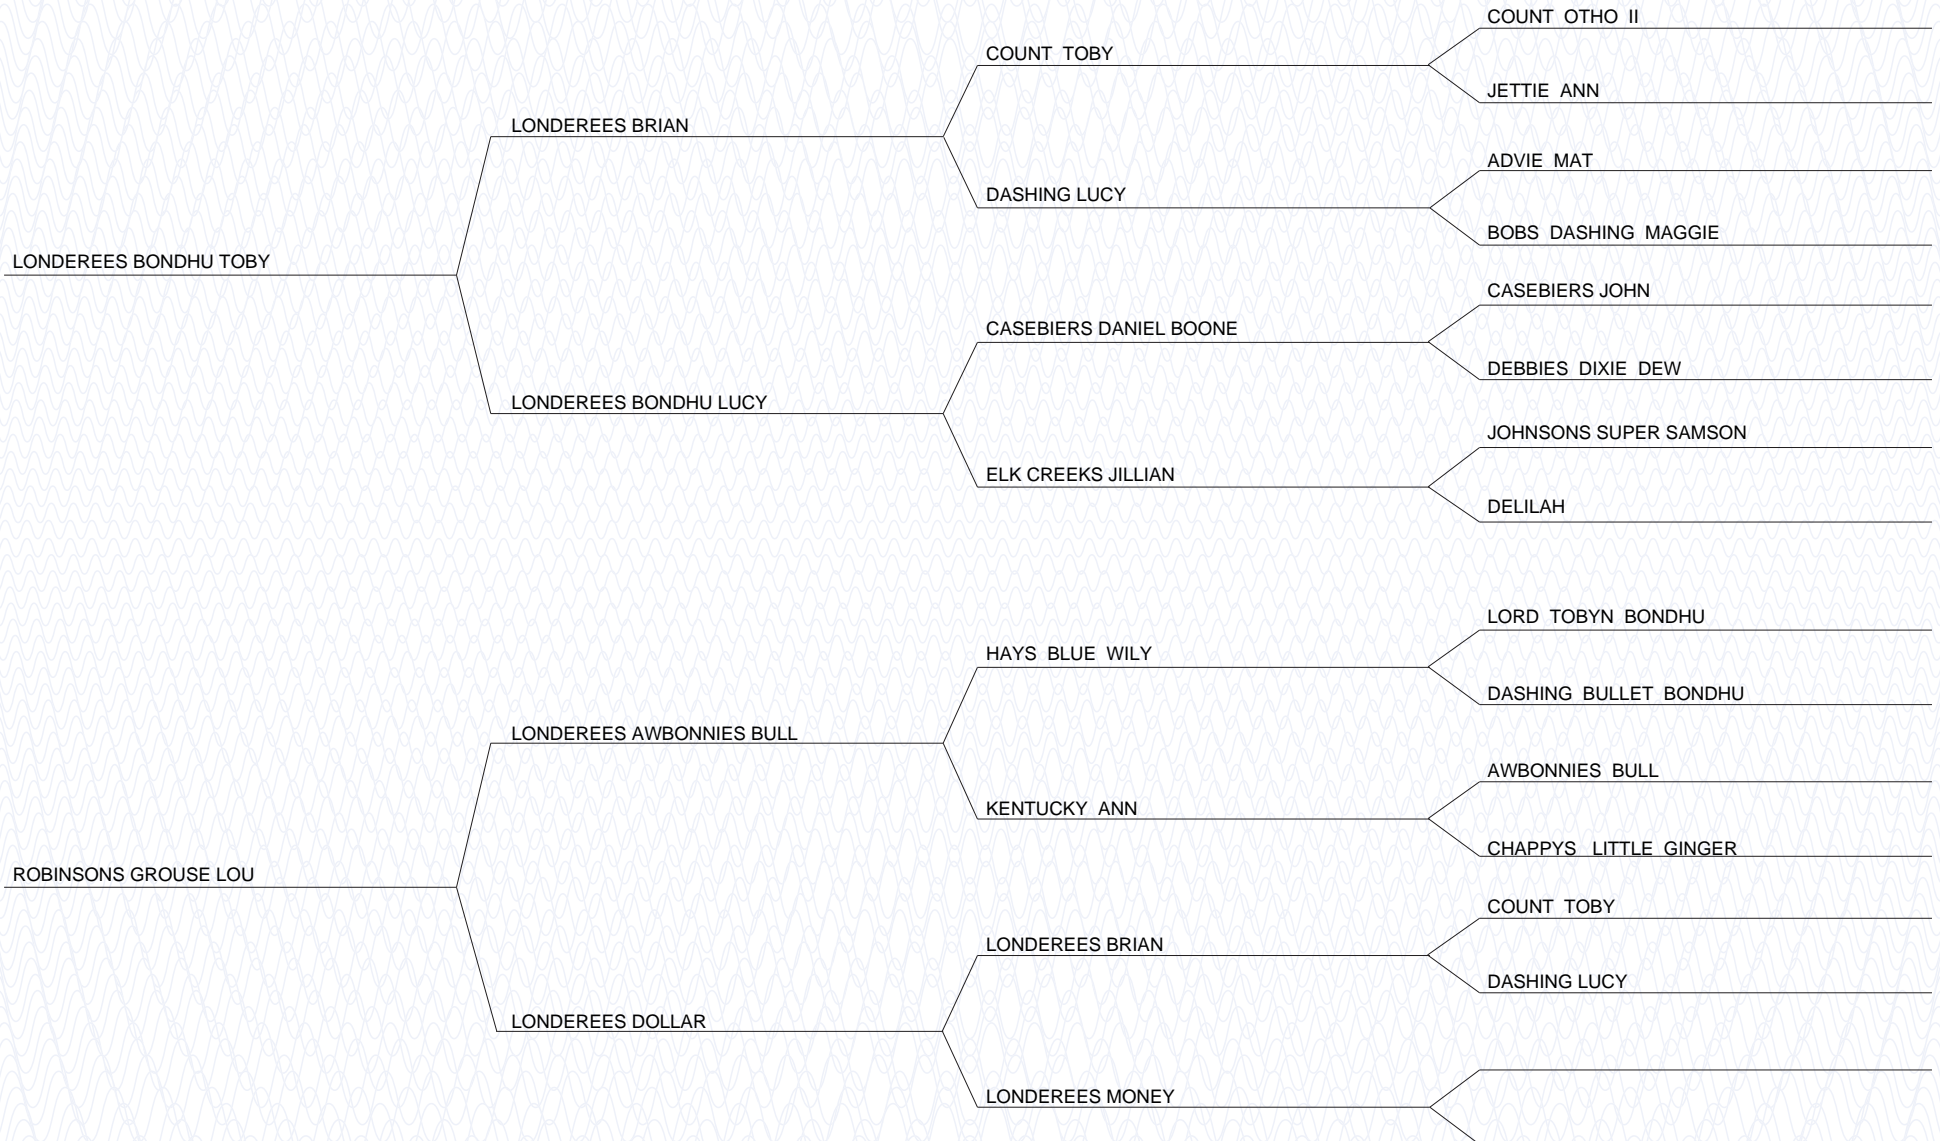 COUNT OTHO II
COUNT TOBY
JETTIE ANN
LONDEREES BRIAN
ADVIE MAT
DASHING LUCY
BOBS DASHING MAGGIE
LONDEREES BONDHU TOBY
CASEBIERS JOHN
CASEBIERS DANIEL BOONE
DEBBIES DIXIE DEW
LONDEREES BONDHU LUCY
JOHNSONS SUPER SAMSON
ELK CREEKS JILLIAN
DELILAH
LORD TOBYN BONDHU
HAYS BLUE WILY
DASHING BULLET BONDHU
LONDEREES AWBONNIES BULL
AWBONNIES BULL
KENTUCKY ANN
CHAPPYS LITTLE GINGER
ROBINSONS GROUSE LOU
COUNT TOBY
LONDEREES BRIAN
DASHING LUCY
LONDEREES DOLLAR
LONDEREES MONEY